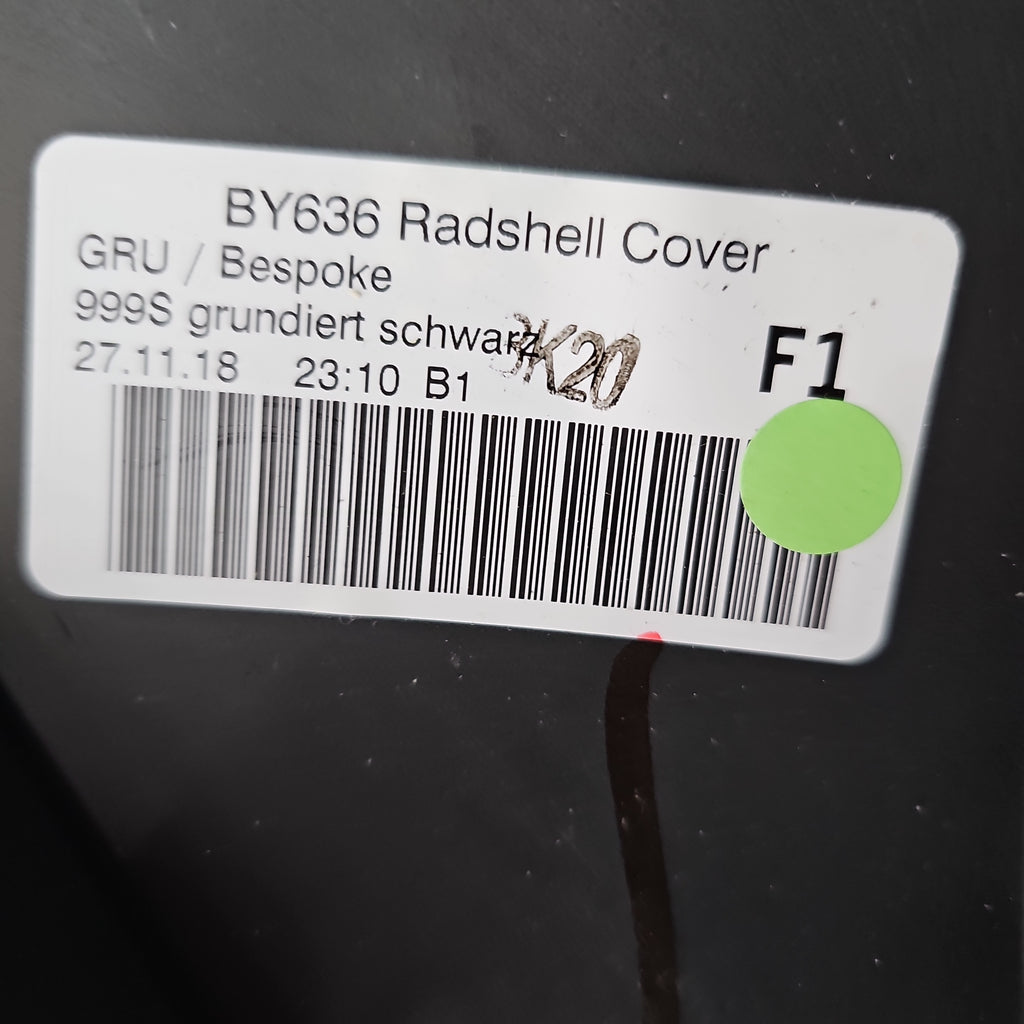 BY636 Radshell Cover
GRU / Bespoke
999S grundiert schwarz
27.11.18 23:10 B1
K20
F1